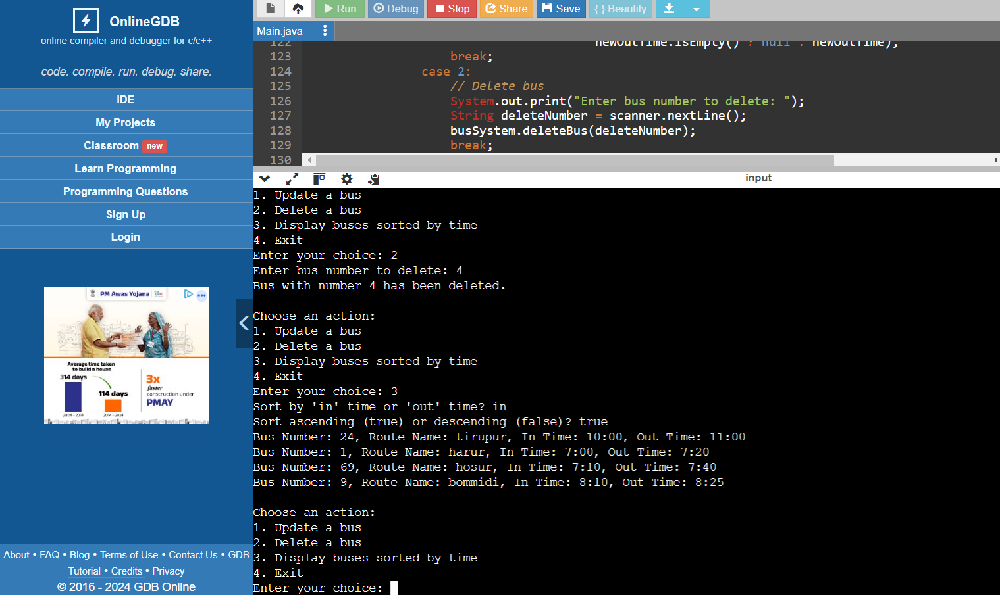 OnlineGDB
online compiler and debugger for c/c++
code. compile. run. debug. share.
IDE
My Projects
Classroom new
Learn Programming
Programming Questions
Sign Up
Login
PM Awas Yojana
Average time taken
to build a house
314 days
114 days
2004 - 2014
2014 - 2024
3x
faster
construction under
PMAY
About • FAQ • Blog • Terms of Use • Contact Us • GDB
Tutorial • Credits • Privacy
© 2016 - 2024 GDB Online
Run Debug Stop Share Save { } Beautify
Main.java
122 newOutTime.isEmpty() ? null : newOutTime);
123 break;
124 case 2:
125 // Delete bus
126 System.out.print("Enter bus number to delete: ");
127 String deleteNumber = scanner.nextLine();
128 busSystem.deleteBus(deleteNumber);
129 break;
130
input
1. Update a bus
2. Delete a bus
3. Display buses sorted by time
4. Exit
Enter your choice: 2
Enter bus number to delete: 4
Bus with number 4 has been deleted.
Choose an action:
1. Update a bus
2. Delete a bus
3. Display buses sorted by time
4. Exit
Enter your choice: 3
Sort by 'in' time or 'out' time? in
Sort ascending (true) or descending (false)? true
Bus Number: 24, Route Name: tirupur, In Time: 10:00, Out Time: 11:00
Bus Number: 1, Route Name: harur, In Time: 7:00, Out Time: 7:20
Bus Number: 69, Route Name: hosur, In Time: 7:10, Out Time: 7:40
Bus Number: 9, Route Name: bommidi, In Time: 8:10, Out Time: 8:25
Choose an action:
1. Update a bus
2. Delete a bus
3. Display buses sorted by time
4. Exit
Enter your choice: